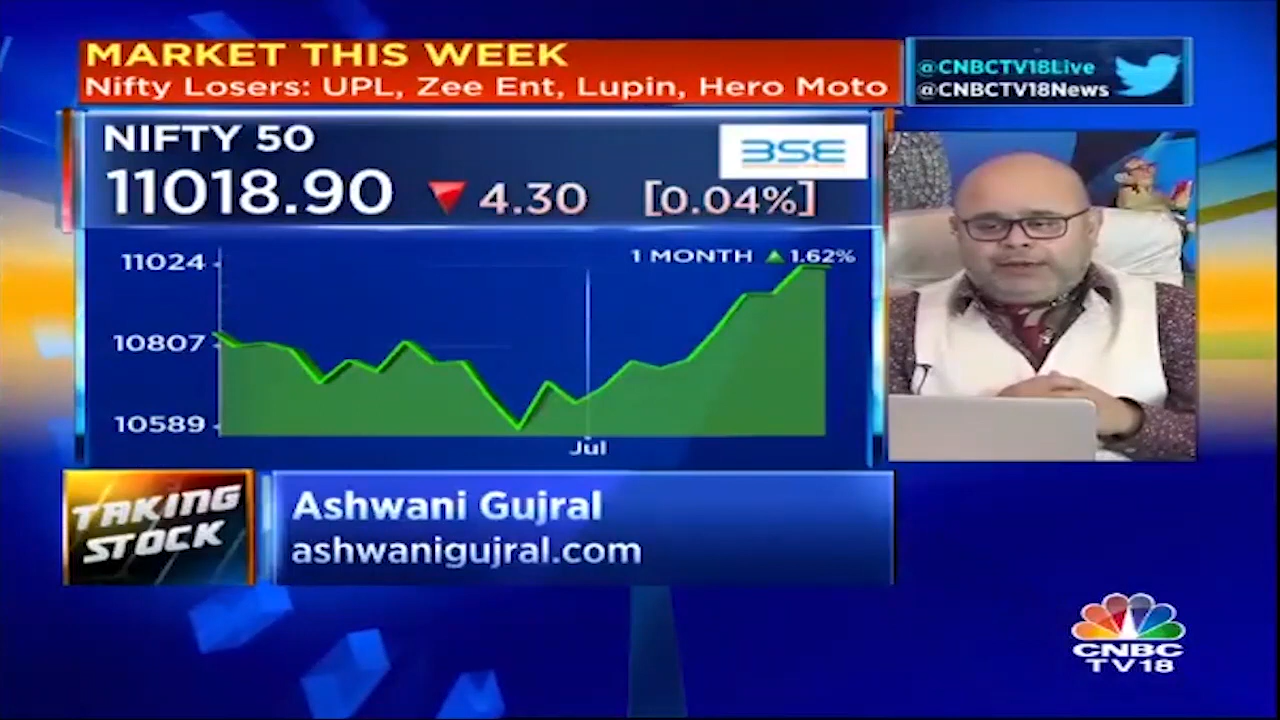 MARKET THIS WEEK
Nifty Losers: UPL, Zee Ent, Lupin, Hero Moto
@CNBCTV18Live
@CNBCTV18News
NIFTY 50
BSE
11018.90 ▼ 4.30 [0.04%]
1 MONTH ▲ 1.62%
11024
10807
10589
Jul
TAKING
STOCK
Ashwani Gujral
ashwanigujral.com
CNBC
TV18